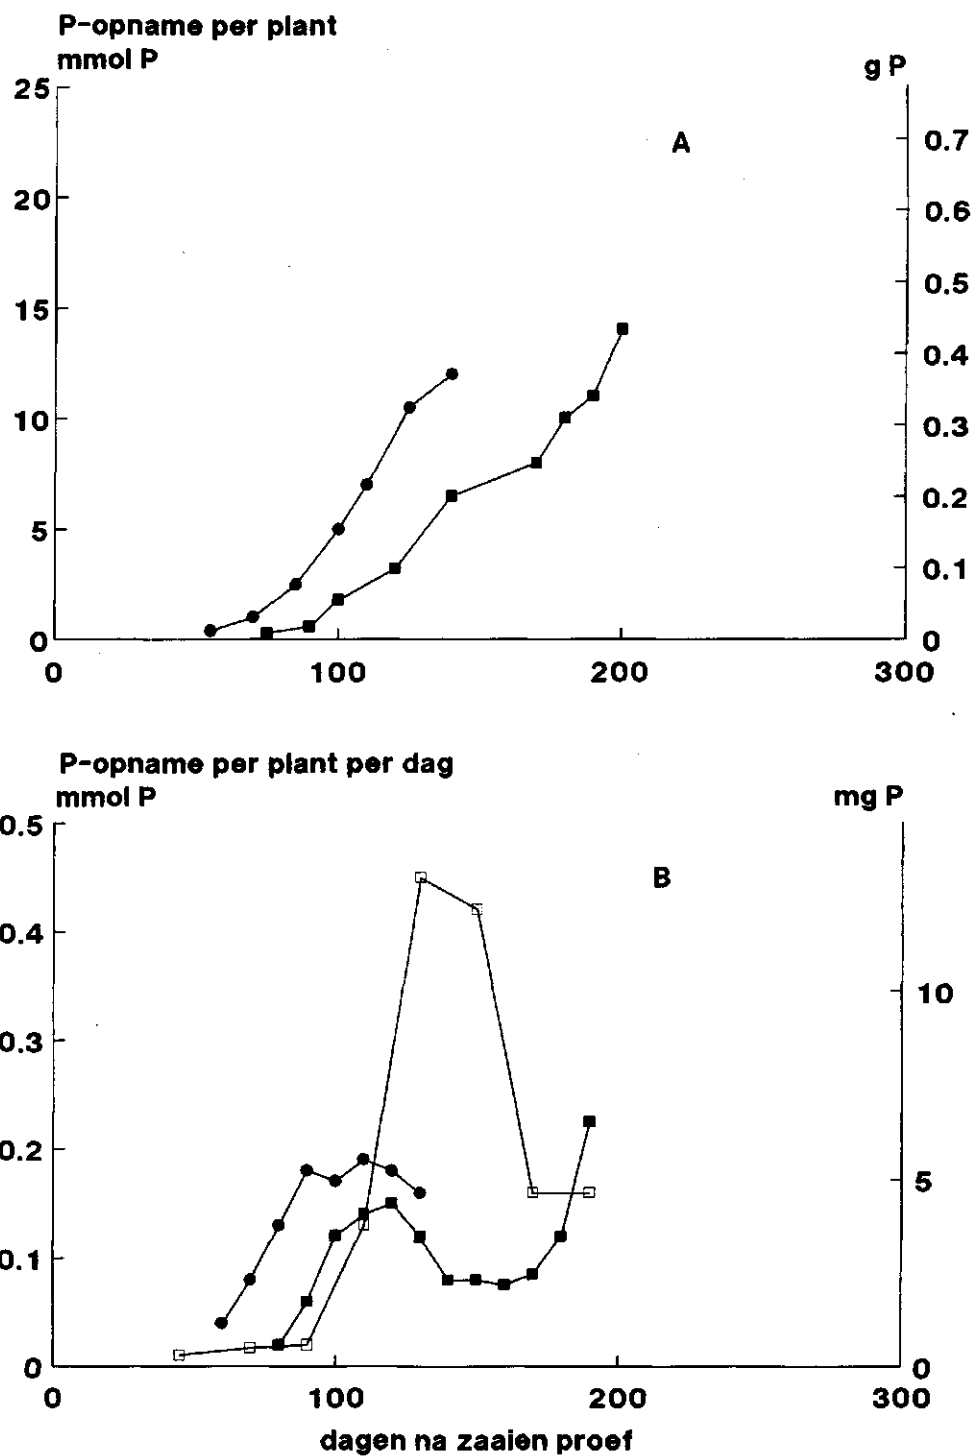 P-opname per plant
mmol P
g P
25
20
15
10
5
0
A
0.7
0.6
0.5
0.4
0.3
0.2
0.1
0
0 100 200 300
P-opname per plant per dag
mmol P
mg P
0.5
0.4
0.3
0.2
0.1
0
B
10
5
0
0 100 200 300
dagen na zaaien proef